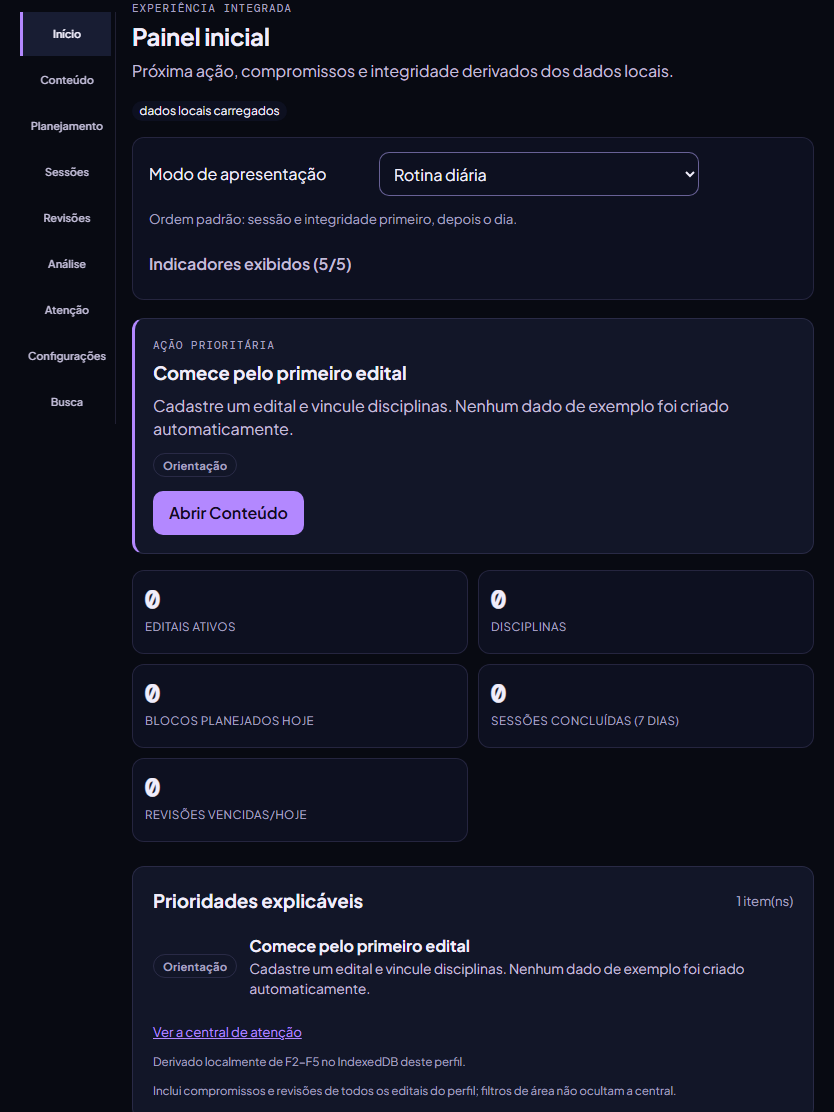 Início
Conteúdo
Planejamento
Sessões
Revisões
Análise
Atenção
Configurações
Busca
EXPERIÊNCIA INTEGRADA
Painel inicial
Próxima ação, compromissos e integridade derivados dos dados locais.
dados locais carregados
Modo de apresentação
Rotina diária
Ordem padrão: sessão e integridade primeiro, depois o dia.
Indicadores exibidos (5/5)
AÇÃO PRIORITÁRIA
Comece pelo primeiro edital
Cadastre um edital e vincule disciplinas. Nenhum dado de exemplo foi criado
automaticamente.
Orientação
Abrir Conteúdo
0
EDITAIS ATIVOS
0
DISCIPLINAS
0
BLOCOS PLANEJADOS HOJE
0
SESSÕES CONCLUÍDAS (7 DIAS)
0
REVISÕES VENCIDAS/HOJE
Prioridades explicáveis
1 item(ns)
Orientação
Comece pelo primeiro edital
Cadastre um edital e vincule disciplinas. Nenhum dado de exemplo foi criado
automaticamente.
Ver a central de atenção
Derivado localmente de F2–F5 no IndexedDB deste perfil.
Inclui compromissos e revisões de todos os editais do perfil; filtros de área não ocultam a central.